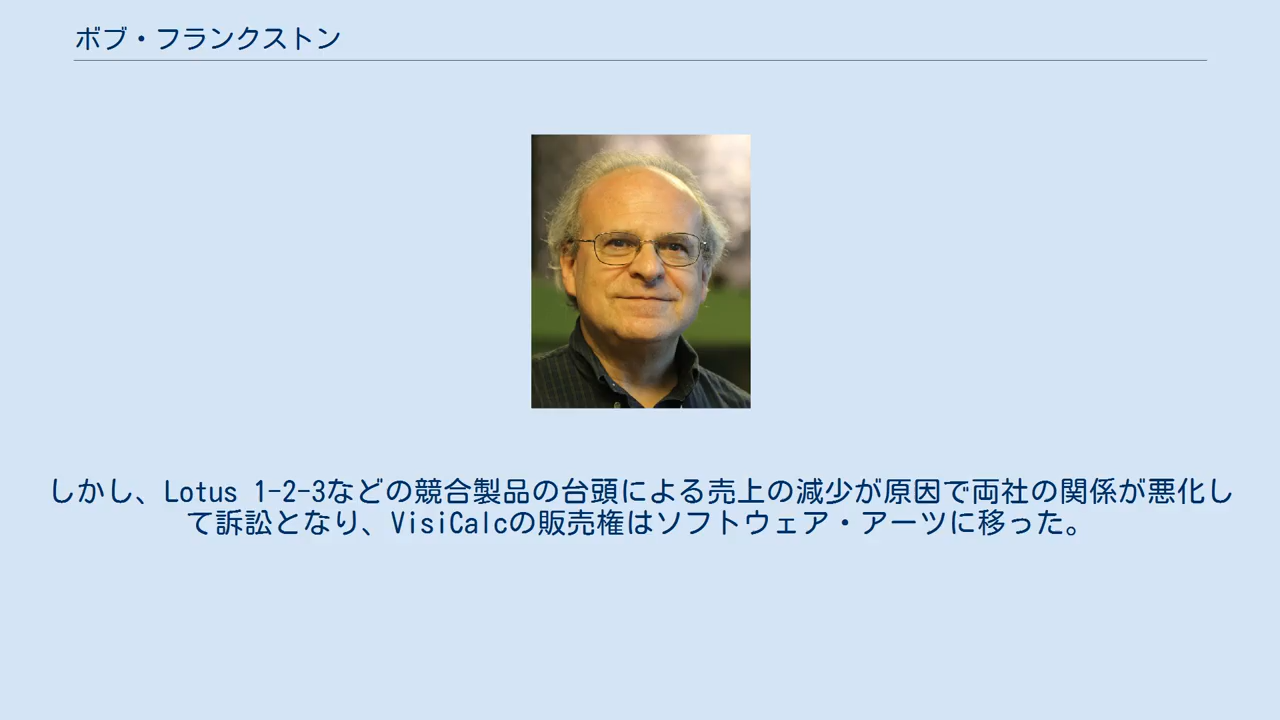 ボブ・フランクストン
しかし、Lotus 1-2-3などの競合製品の台頭による売上の減少が原因で両社の関係が悪化し
て訴訟となり、VisiCalcの販売権はソフトウェア・アーツに移った。